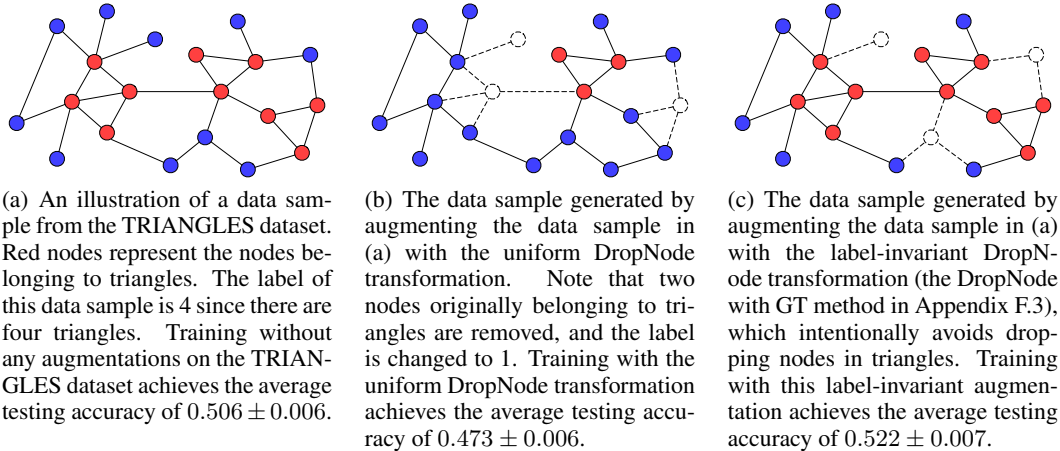 (a) An illustration of a data sam-
ple from the TRIANGLES dataset.
Red nodes represent the nodes be-
longing to triangles. The label of
this data sample is 4 since there are
four triangles. Training without
any augmentations on the TRIAN-
GLES dataset achieves the average
testing accuracy of 0.506 ± 0.006.
(b) The data sample generated by
augmenting the data sample in
(a) with the uniform DropNode
transformation. Note that two
nodes originally belonging to tri-
angles are removed, and the label
is changed to 1. Training with the
uniform DropNode transformation
achieves the average testing accu-
racy of 0.473 ± 0.006.
(c) The data sample generated by
augmenting the data sample in (a)
with the label-invariant DropN-
ode transformation (the DropNode
with GT method in Appendix F.3),
which intentionally avoids drop-
ping nodes in triangles. Training
with this label-invariant augmen-
tation achieves the average testing
accuracy of 0.522 ± 0.007.